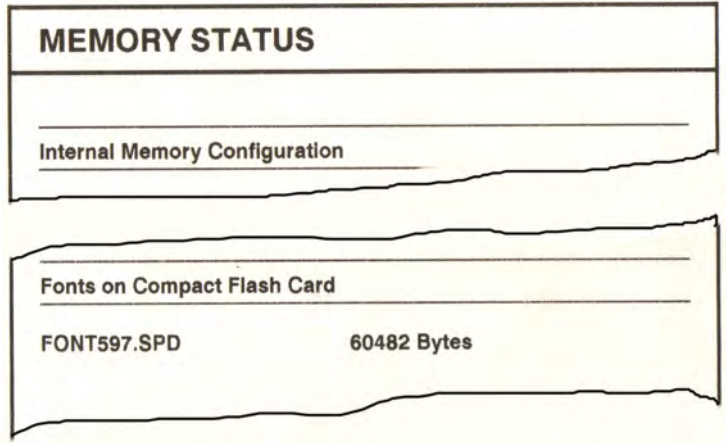 MEMORY STATUS
Internal Memory Configuration
Fonts on Compact Flash Card
FONT597.SPD 60482 Bytes